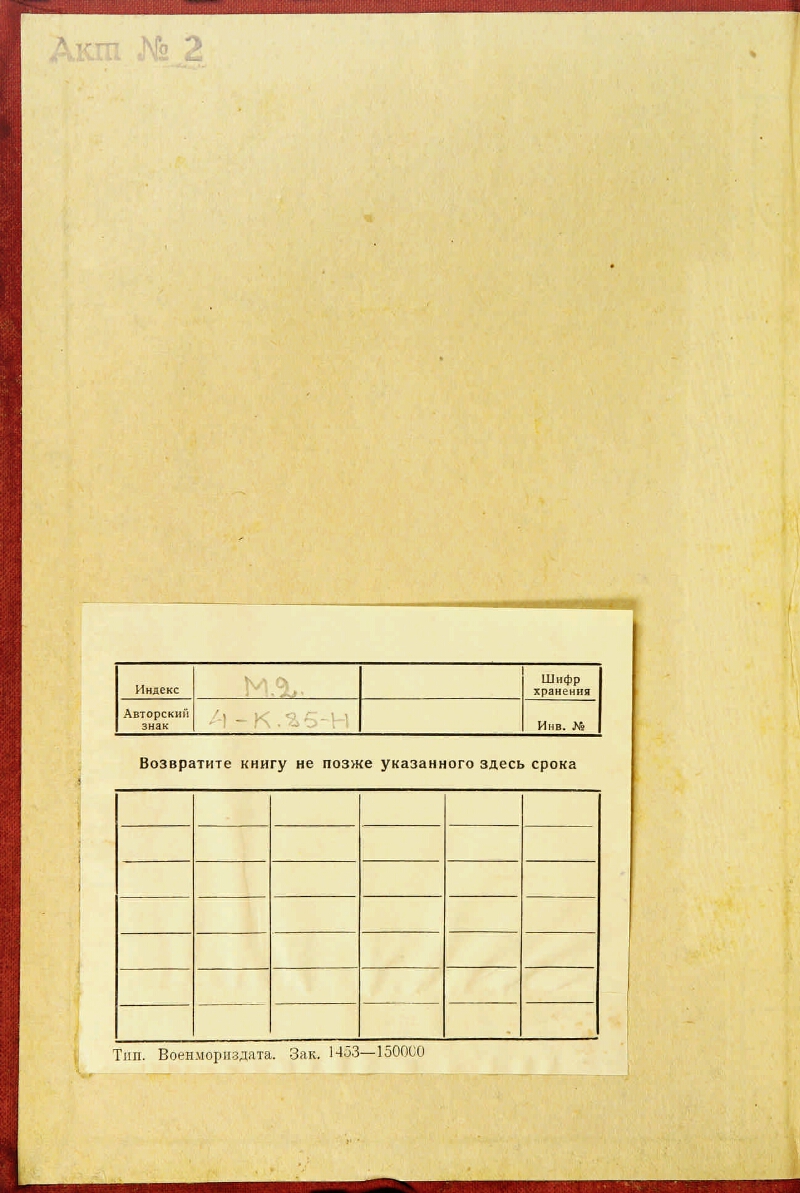 Акт № 2
Индекс
Шифр
хранения
Авторский
знак
Инв. №
Возвратите книгу не позже указанного здесь срока
Тип. Военмориздата. Зак. 1453—150000